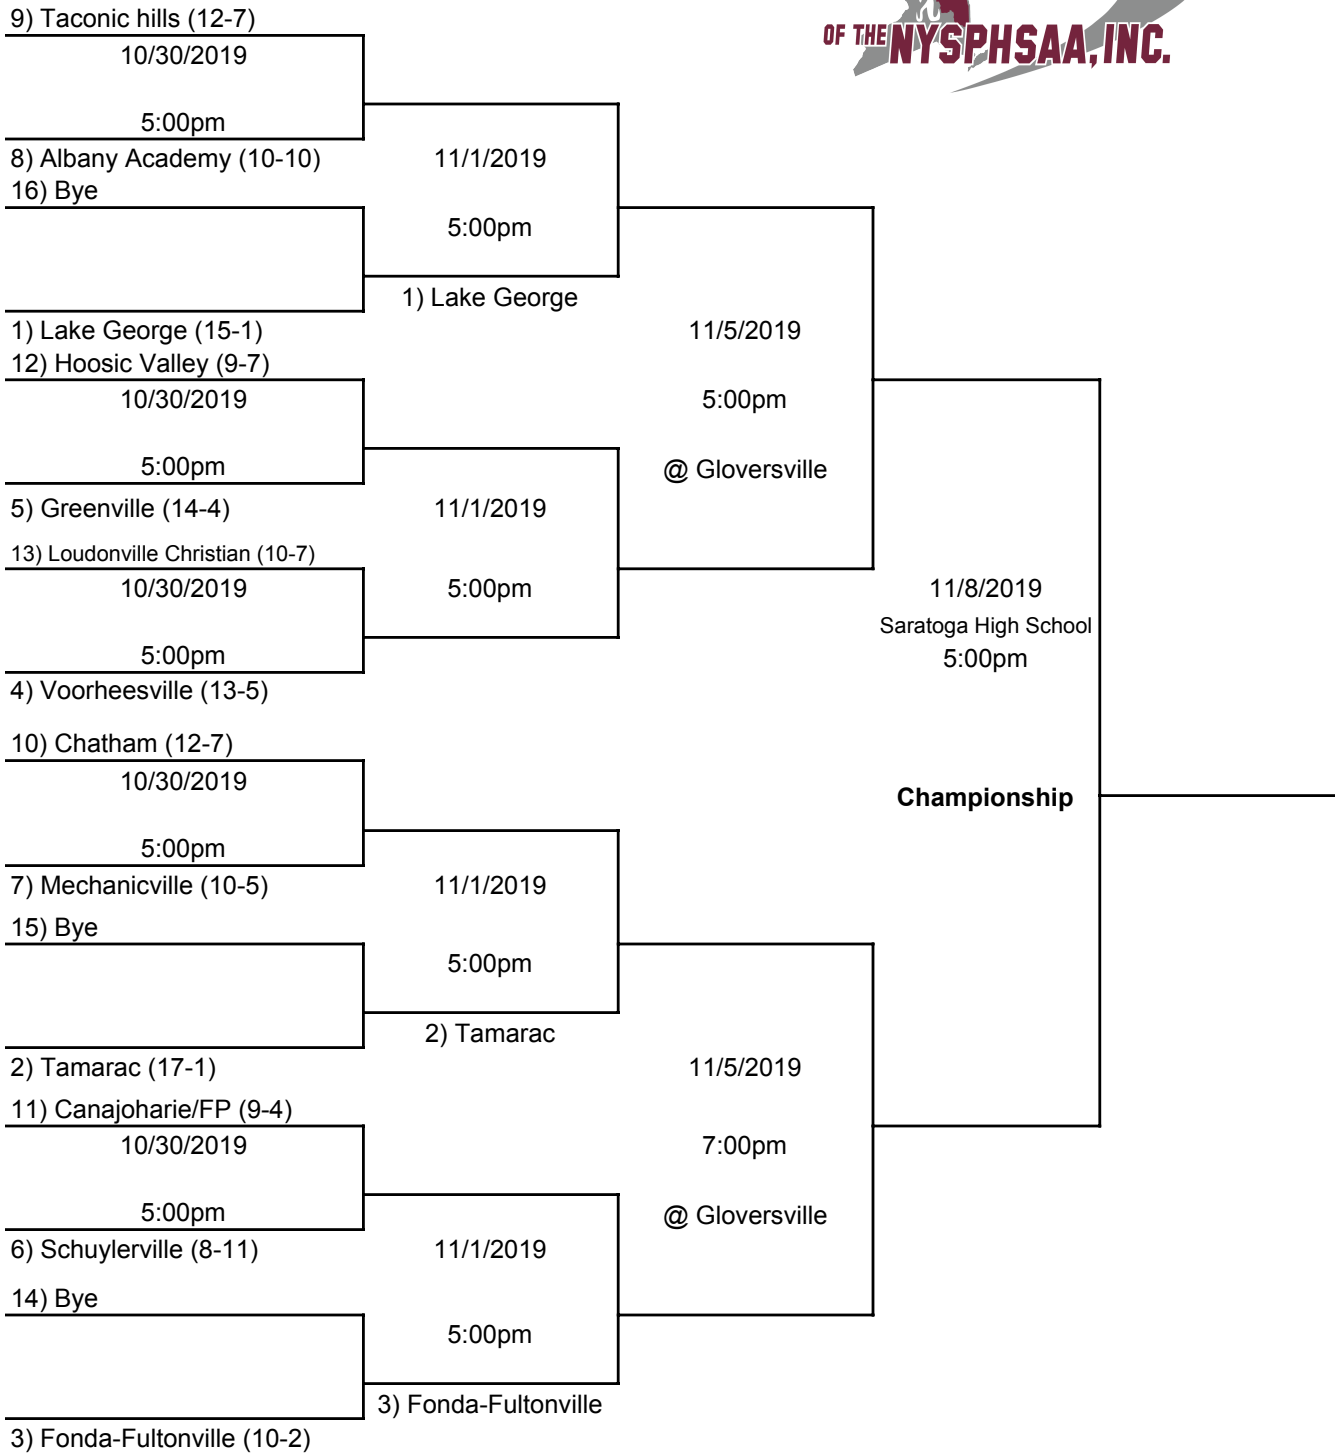 9) Taconic hills (12-7)
OF THE NYSPHSAA, INC.
10/30/2019
5:00pm
8) Albany Academy (10-10)
11/1/2019
16) Bye
5:00pm
1) Lake George
1) Lake George (15-1)
11/5/2019
12) Hoosic Valley (9-7)
10/30/2019
5:00pm
5:00pm
@ Gloversville
5) Greenville (14-4)
11/1/2019
13) Loudonville Christian (10-7)
10/30/2019
5:00pm
11/8/2019
Saratoga High School
5:00pm
5:00pm
4) Voorheesville (13-5)
10) Chatham (12-7)
10/30/2019
Championship
5:00pm
7) Mechanicville (10-5)
11/1/2019
15) Bye
5:00pm
2) Tamarac
2) Tamarac (17-1)
11/5/2019
11) Canajoharie/FP (9-4)
10/30/2019
7:00pm
5:00pm
@ Gloversville
6) Schuylerville (8-11)
11/1/2019
14) Bye
5:00pm
3) Fonda-Fultonville
3) Fonda-Fultonville (10-2)